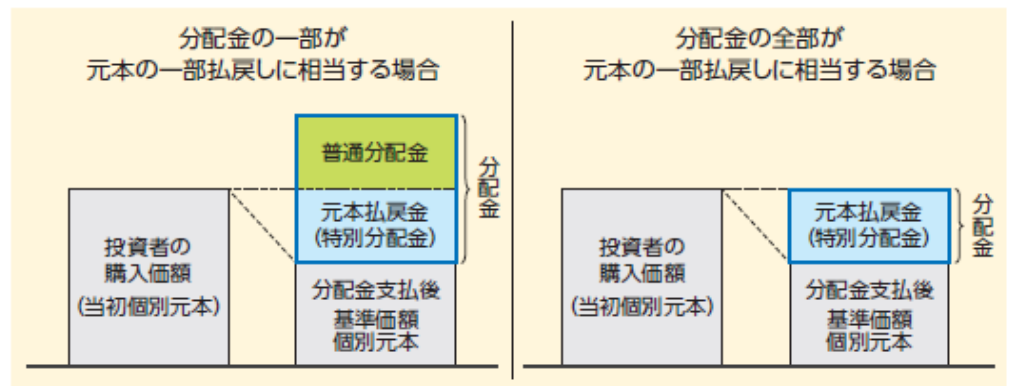 分配金の一部が
元本の一部払戻しに相当する場合
普通分配金
元本払戻金
(特別分配金)
分配金
投資者の
購入価額
(当初個別元本)
分配金支払後
基準価額
個別元本
分配金の全部が
元本の一部払戻しに相当する場合
元本払戻金
(特別分配金)
分配金
投資者の
購入価額
(当初個別元本)
分配金支払後
基準価額
個別元本